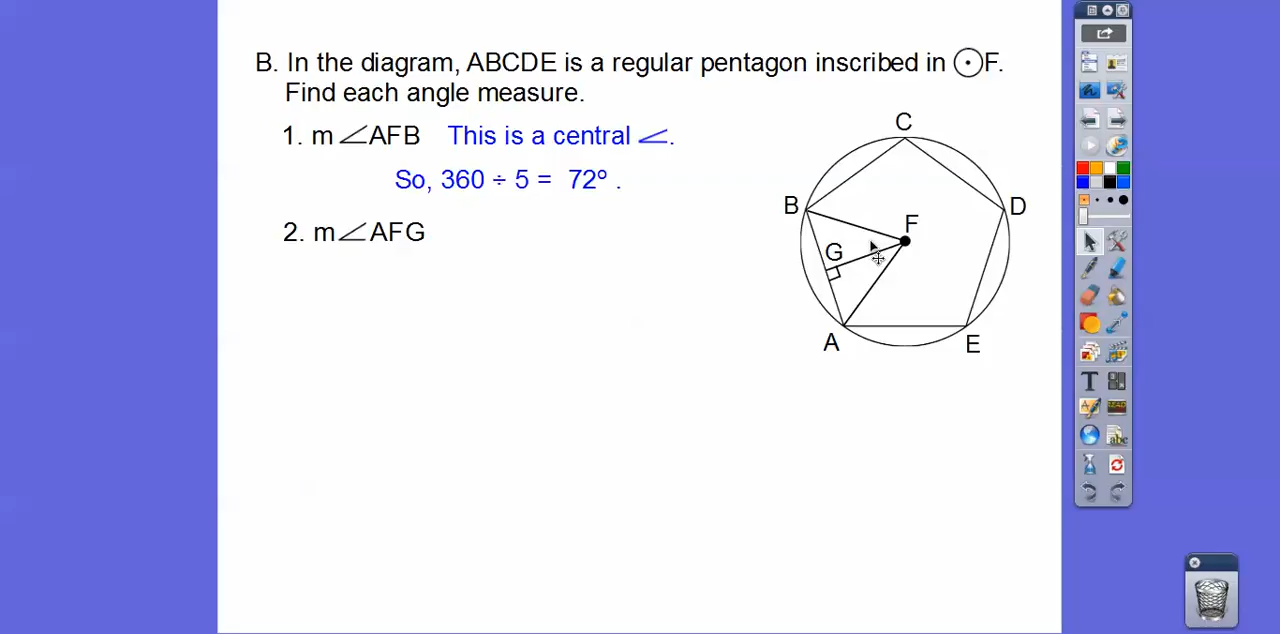 B. In the diagram, ABCDE is a regular pentagon inscribed in ⊙F.
Find each angle measure.
1. m∠AFB This is a central ∠.
So, 360 ÷ 5 = 72º .
2. m∠AFG
C
B
D
F
G
A
E